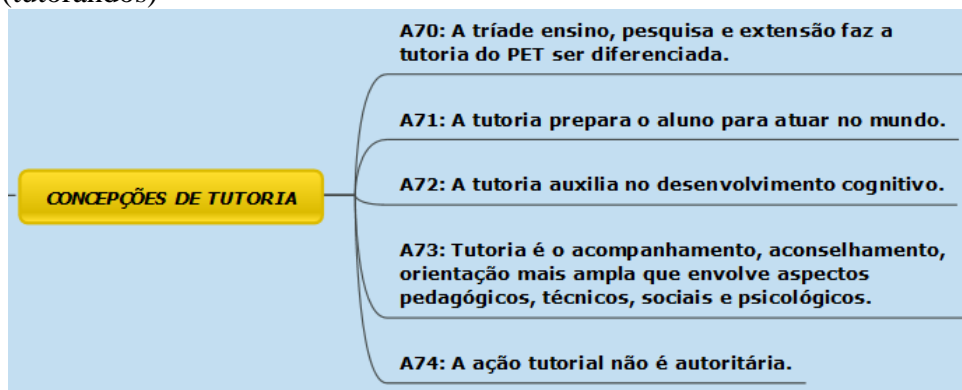 (tutorandos)
A70: A tríade ensino, pesquisa e extensão faz a
tutoria do PET ser diferenciada.
A71: A tutoria prepara o aluno para atuar no mundo.
CONCEPÇÕES DE TUTORIA
A72: A tutoria auxilia no desenvolvimento cognitivo.
A73: Tutoria é o acompanhamento, aconselhamento,
orientação mais ampla que envolve aspectos
pedagógicos, técnicos, sociais e psicológicos.
A74: A ação tutorial não é autoritária.